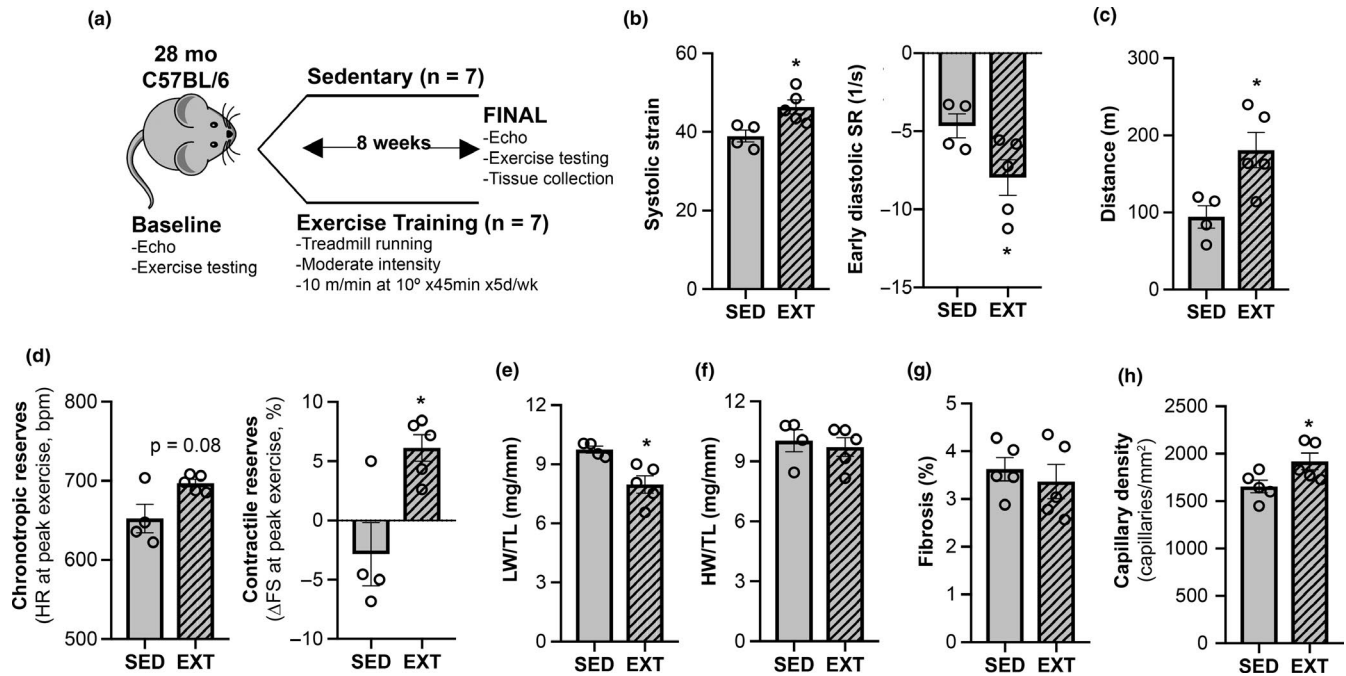 (a)
28 mo
C57BL/6
Sedentary (n = 7)
8 weeks
FINAL
-Echo
-Exercise testing
-Tissue collection
Baseline
-Echo
-Exercise testing
Exercise Training (n = 7)
-Treadmill running
-Moderate intensity
-10 m/min at 10º x45min x5d/wk
(b)
Systolic strain
60
40
20
0
*
SED EXT
Early diastolic SR (1/s)
0
−5
−10
−15
*
SED EXT
(c)
Distance (m)
300
200
100
0
*
SED EXT
(d)
Chronotropic reserves
(HR at peak exercise, bpm)
800
700
600
500
p = 0.08
SED EXT
Contractile reserves
(ΔFS at peak exercise, %)
10
5
0
−5
−10
*
SED EXT
(e)
LW/TL (mg/mm)
12
9
6
3
0
*
SED EXT
(f)
HW/TL (mg/mm)
12
9
6
3
0
SED EXT
(g)
Fibrosis (%)
5
4
3
2
1
0
SED EXT
(h)
Capillary density
(capillaries/mm²)
2500
2000
1500
1000
500
0
*
SED EXT